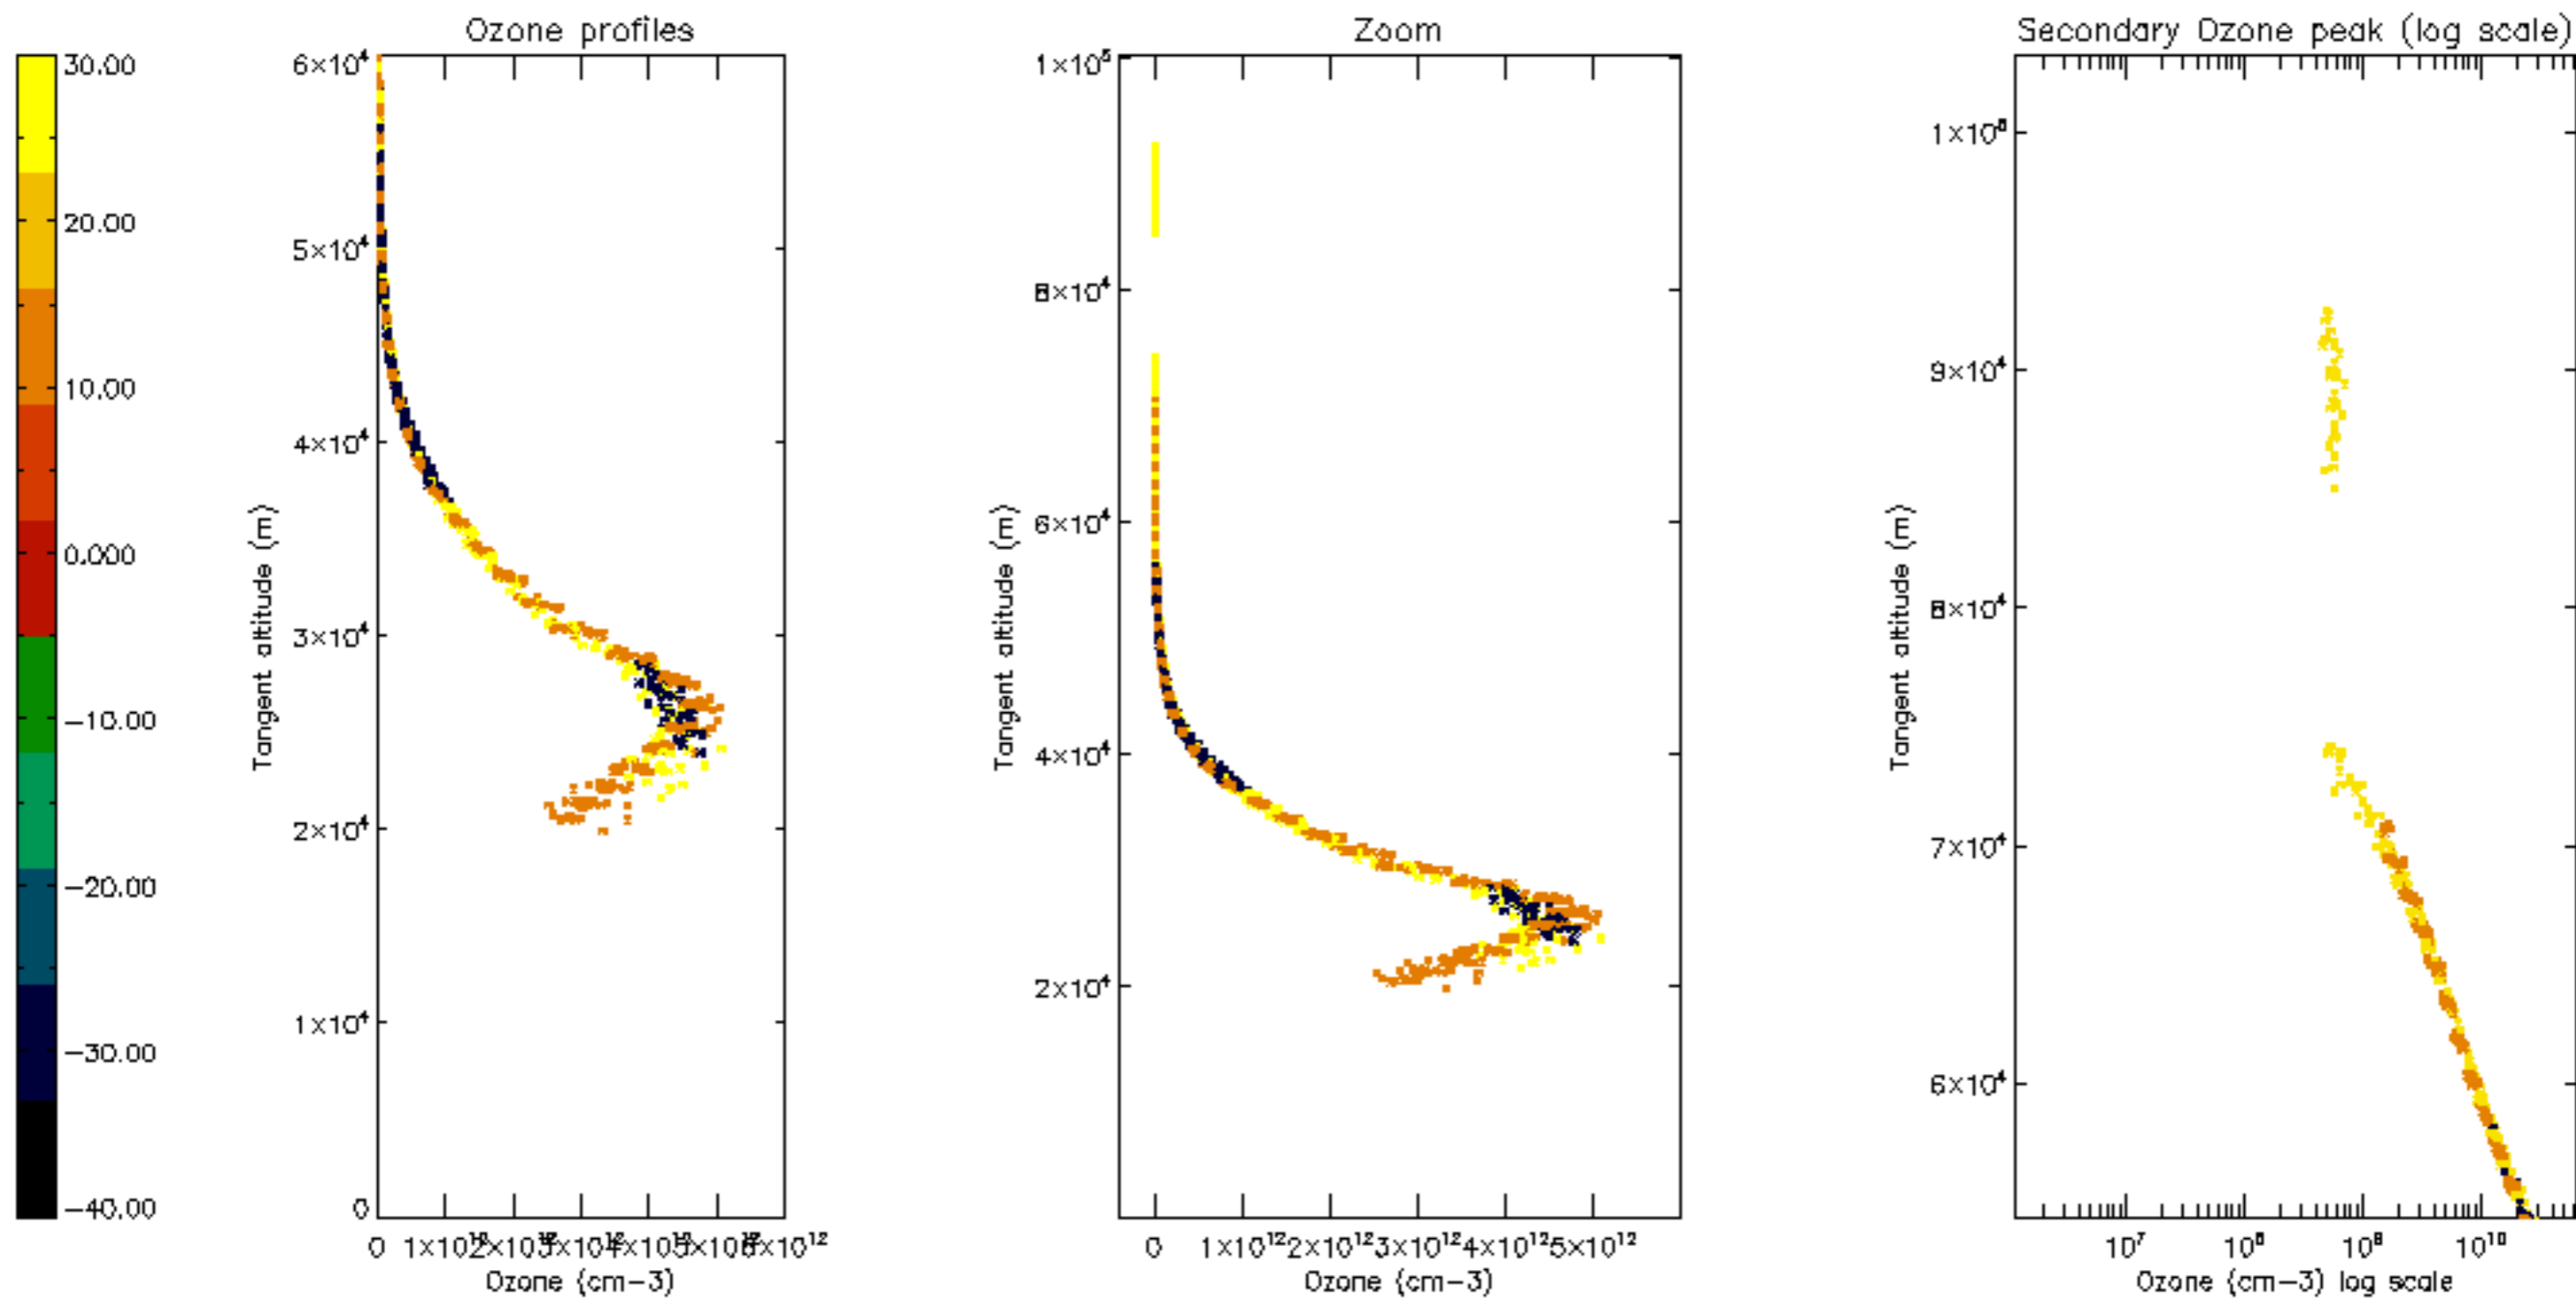 Ozone profiles
Zoom
Secondary Ozone peak (log scale)
30.00
20.00
10.00
0.000
-10.00
-20.00
-30.00
-40.00
6×10⁴
5×10⁴
4×10⁴
3×10⁴
2×10⁴
1×10⁴
0
Tangent altitude (m)
0
6×10¹²
Ozone (cm-3)
1×10⁵
8×10⁴
6×10⁴
4×10⁴
2×10⁴
Tangent altitude (m)
0 1×10¹² 2×10¹² 3×10¹² 4×10¹² 5×10¹²
Ozone (cm-3)
9×10⁴
8×10⁴
7×10⁴
6×10⁴
Tangent altitude (m)
10⁷ 10⁸ 10⁹ 10¹⁰
Ozone (cm-3) log scale